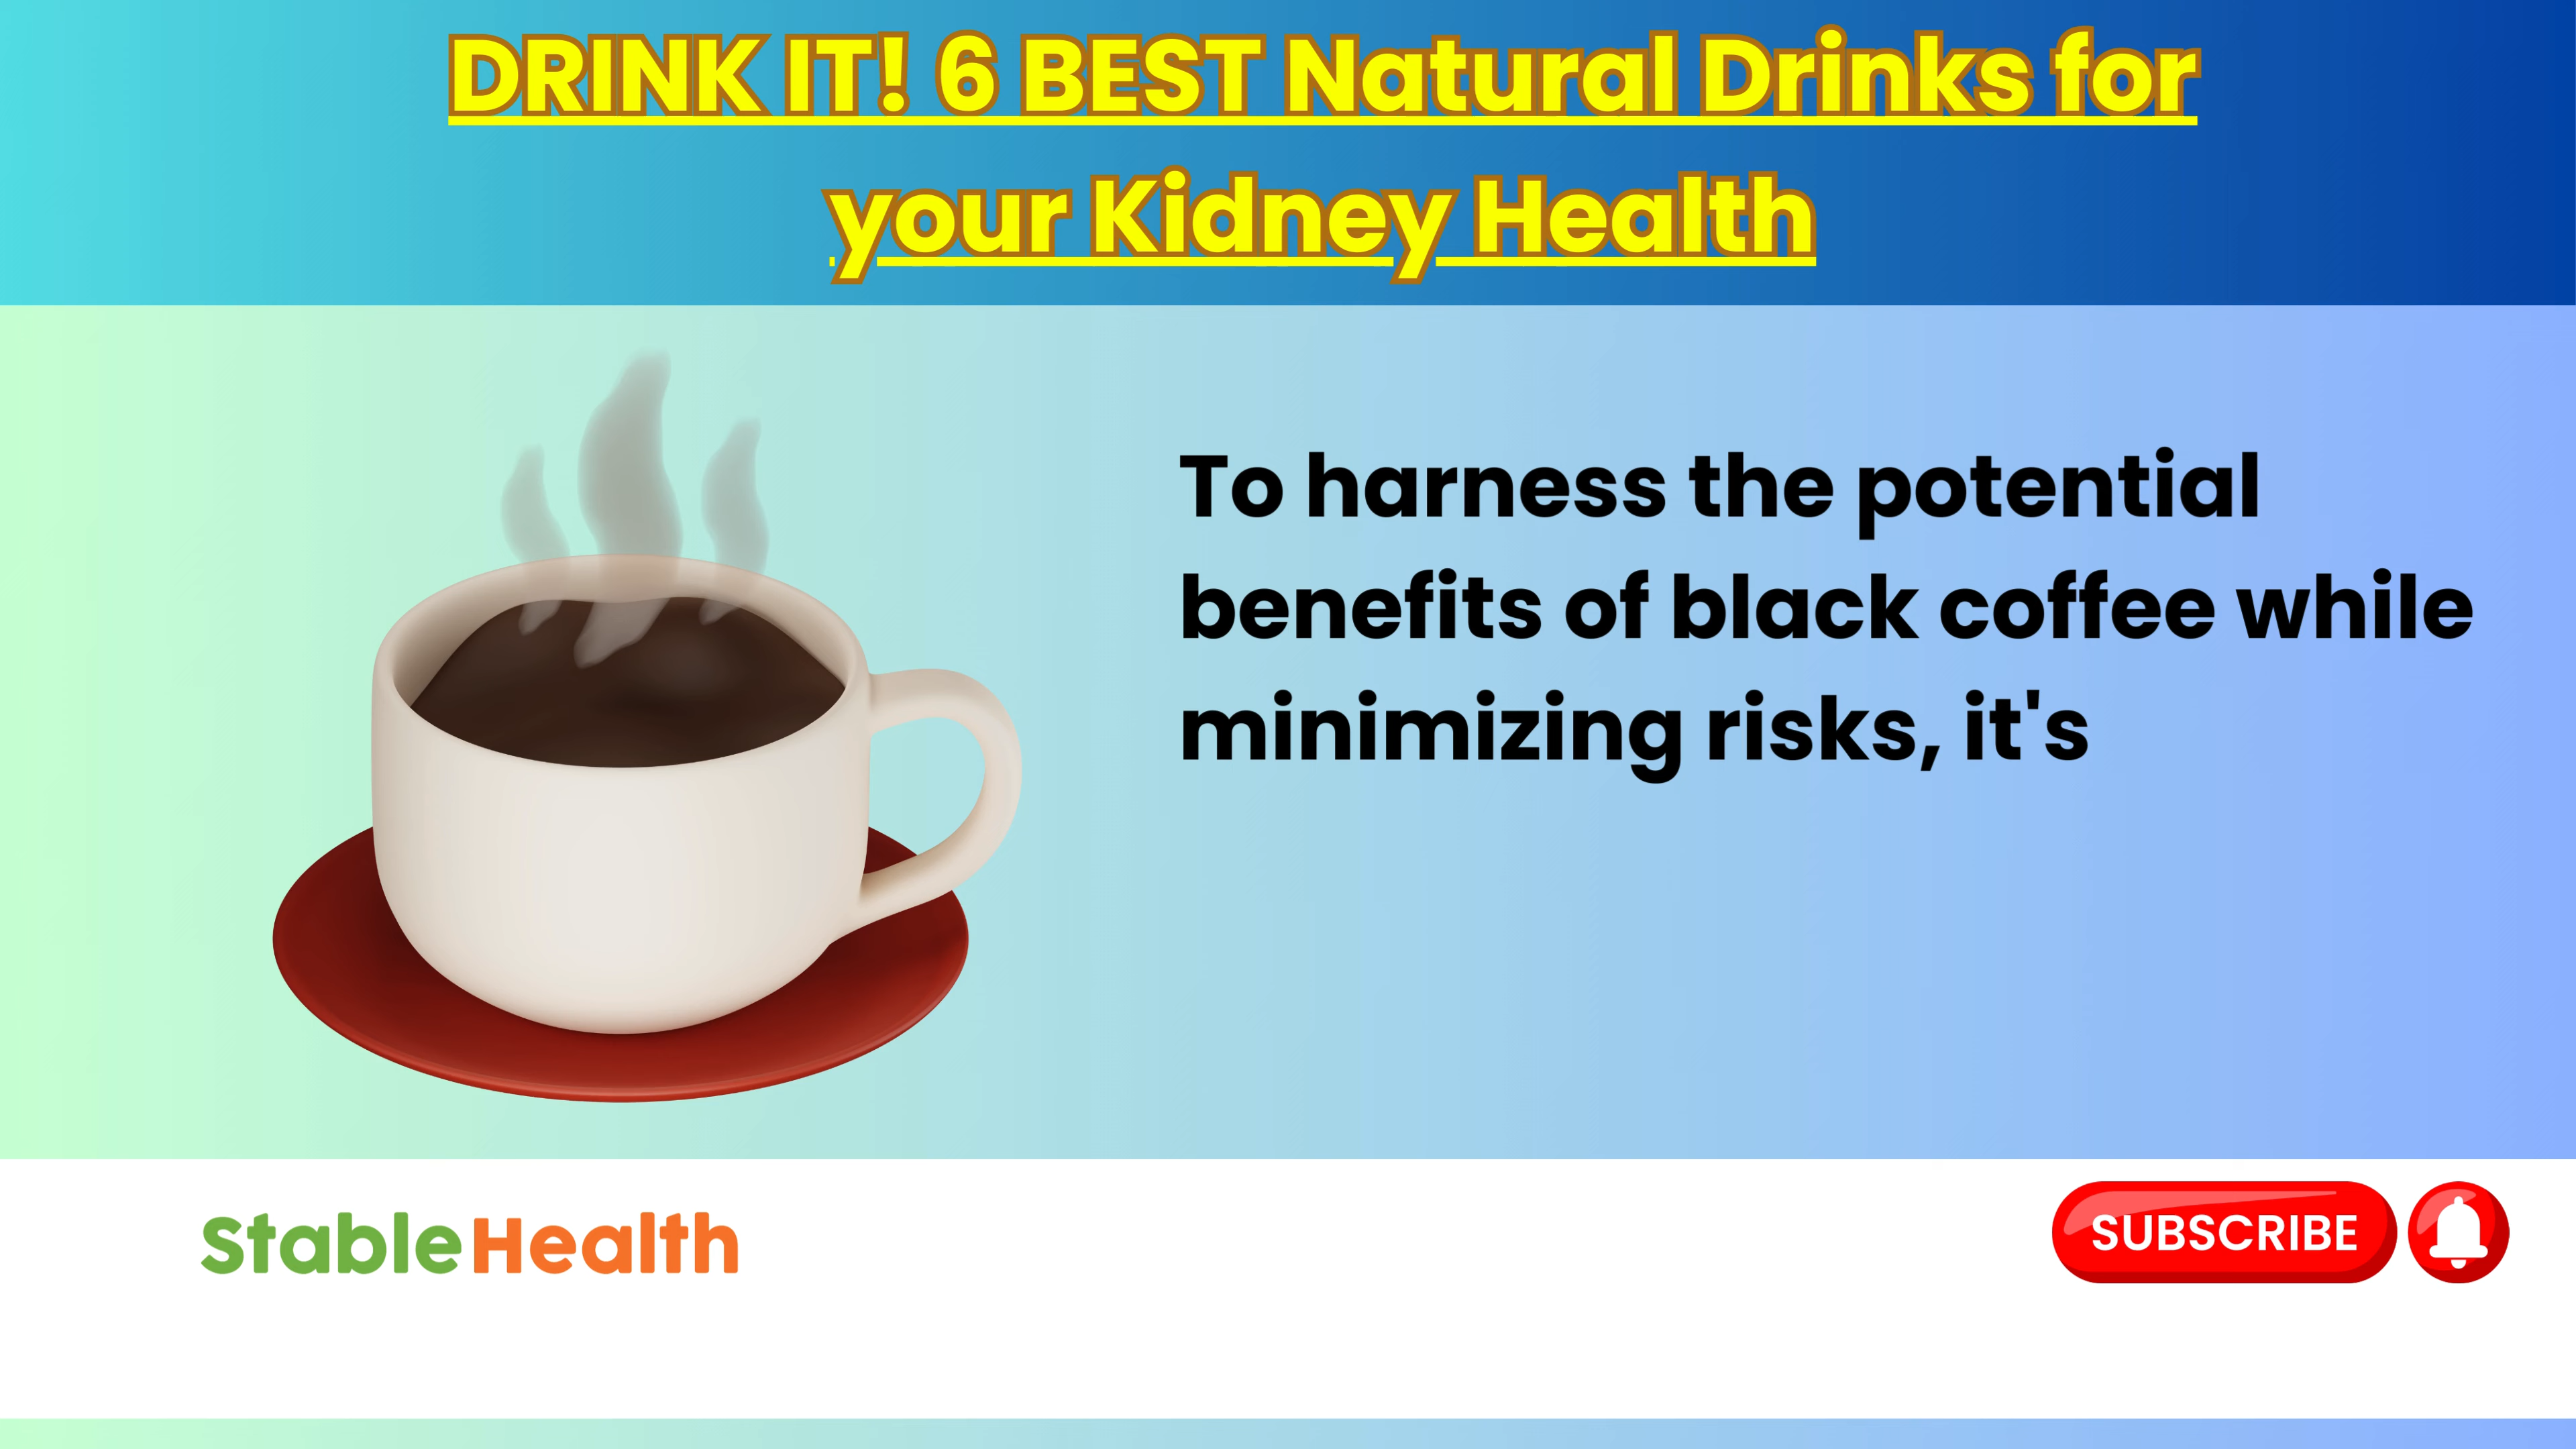 DRINK IT! 6 BEST Natural Drinks for
your Kidney Health
To harness the potential
benefits of black coffee while
minimizing risks, it's
StableHealth
SUBSCRIBE